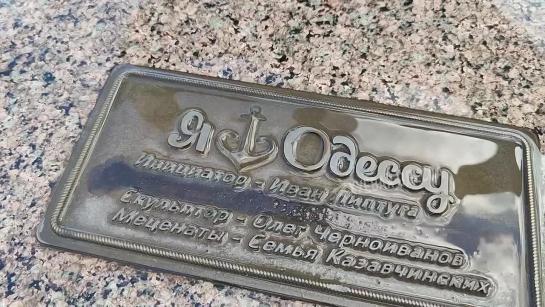 Я Одессу
Инициатор - Иван Липтуга
Скульптор - Олег Черноиванов
Меценаты - Семья Казавчинских